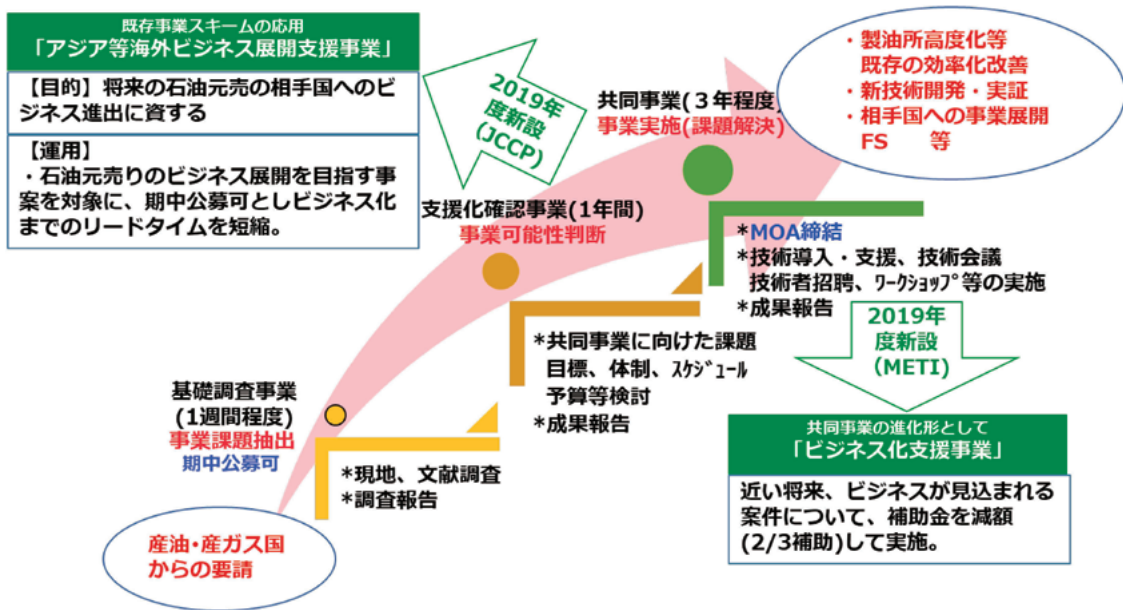 既存事業スキームの応用
「アジア等海外ビジネス展開支援事業」
【目的】将来の石油元売の相手国へのビ
ジネス進出に資する
【運用】
・石油元売りのビジネス展開を目指す事
案を対象に、期中公募可としビジネス化
までのリードタイムを短縮。
2019年
度新設
(JCCP)
共同事業(３年程度)
事業実施(課題解決)
・製油所高度化等
既存の効率化改善
・新技術開発・実証
・相手国への事業展開
FS 等
支援化確認事業(1年間)
事業可能性判断
*MOA締結
*技術導入・支援、技術会議
技術者招聘、ﾜｰｸｼｮｯﾌﾟ等の実施
*成果報告
2019年
度新設
（METI）
*共同事業に向けた課題
目標、体制、ｽｹｼﾞｭｰﾙ
予算等検討
*成果報告
基礎調査事業
(1週間程度)
事業課題抽出
期中公募可
*現地、文献調査
*調査報告
産油・産ガス国
からの要請
共同事業の進化形として
「ビジネス化支援事業」
近い将来、ビジネスが見込まれる
案件について、補助金を減額
(2/3補助)して実施。